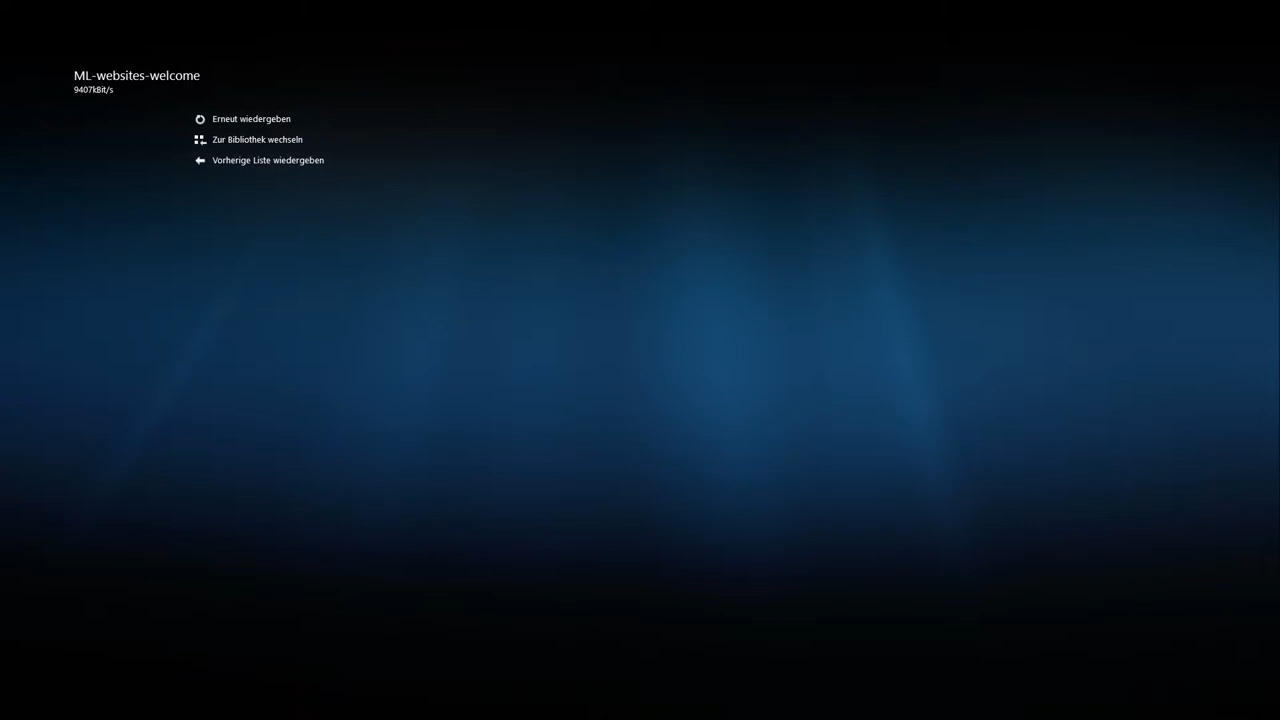 ML-websites-welcome
9407kBit/s
Erneut wiedergeben
Zur Bibliothek wechseln
Vorherige Liste wiedergeben